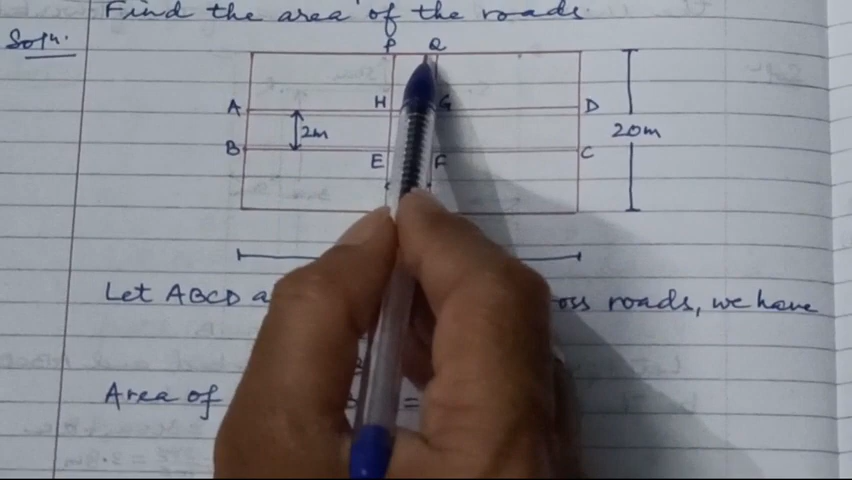 Find the area of the roads.
Soln.
P Q
A H G D
2m 20m
B E F C
Let ABCD a oss roads, we have
Area of =